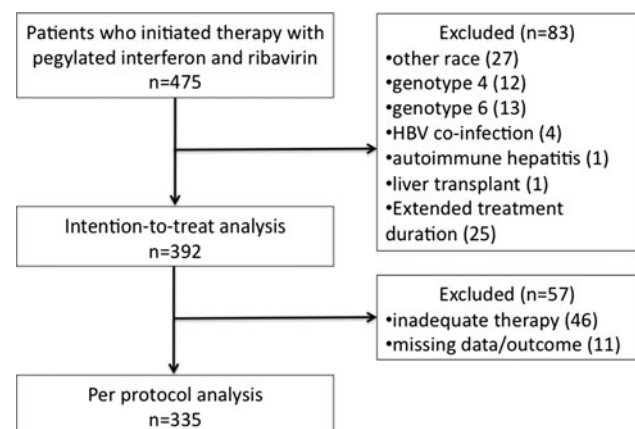 Patients who initiated therapy with
pegylated interferon and ribavirin
n=475
Excluded (n=83)
•other race (27)
•genotype 4 (12)
•genotype 6 (13)
•HBV co-infection (4)
•autoimmune hepatitis (1)
•liver transplant (1)
•Extended treatment
duration (25)
Intention-to-treat analysis
n=392
Excluded (n=57)
•inadequate therapy (46)
•missing data/outcome (11)
Per protocol analysis
n=335